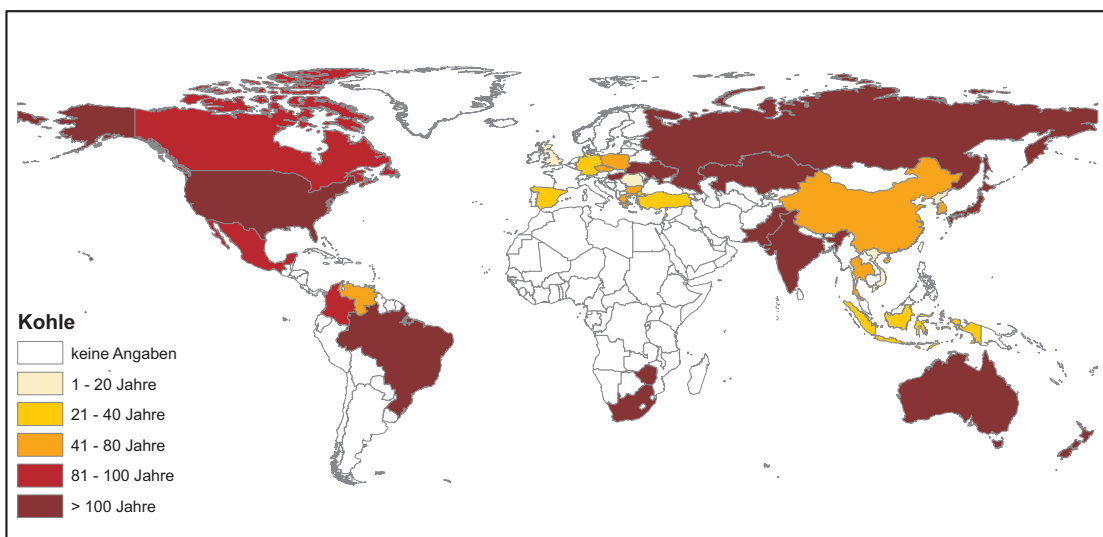 Kohle
keine Angaben
1 - 20 Jahre
21 - 40 Jahre
41 - 80 Jahre
81 - 100 Jahre
> 100 Jahre